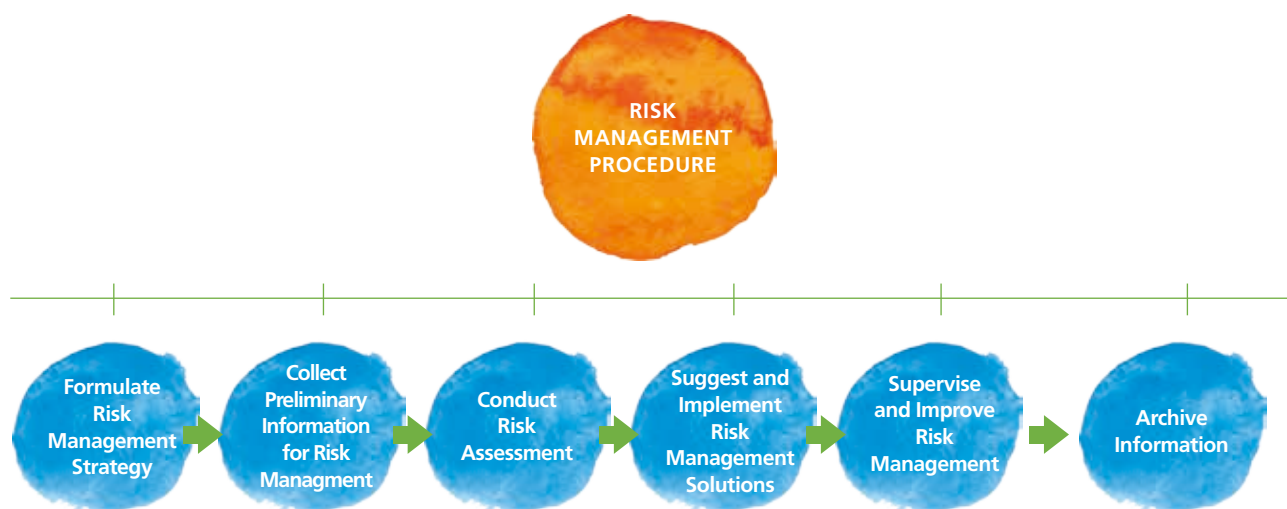 RISK
MANAGEMENT
PROCEDURE
Formulate
Risk
Management
Strategy
Collect
Preliminary
Information
for Risk
Managment
Conduct
Risk
Assessment
Suggest and
Implement
Risk
Management
Solutions
Supervise
and Improve
Risk
Management
Archive
Information